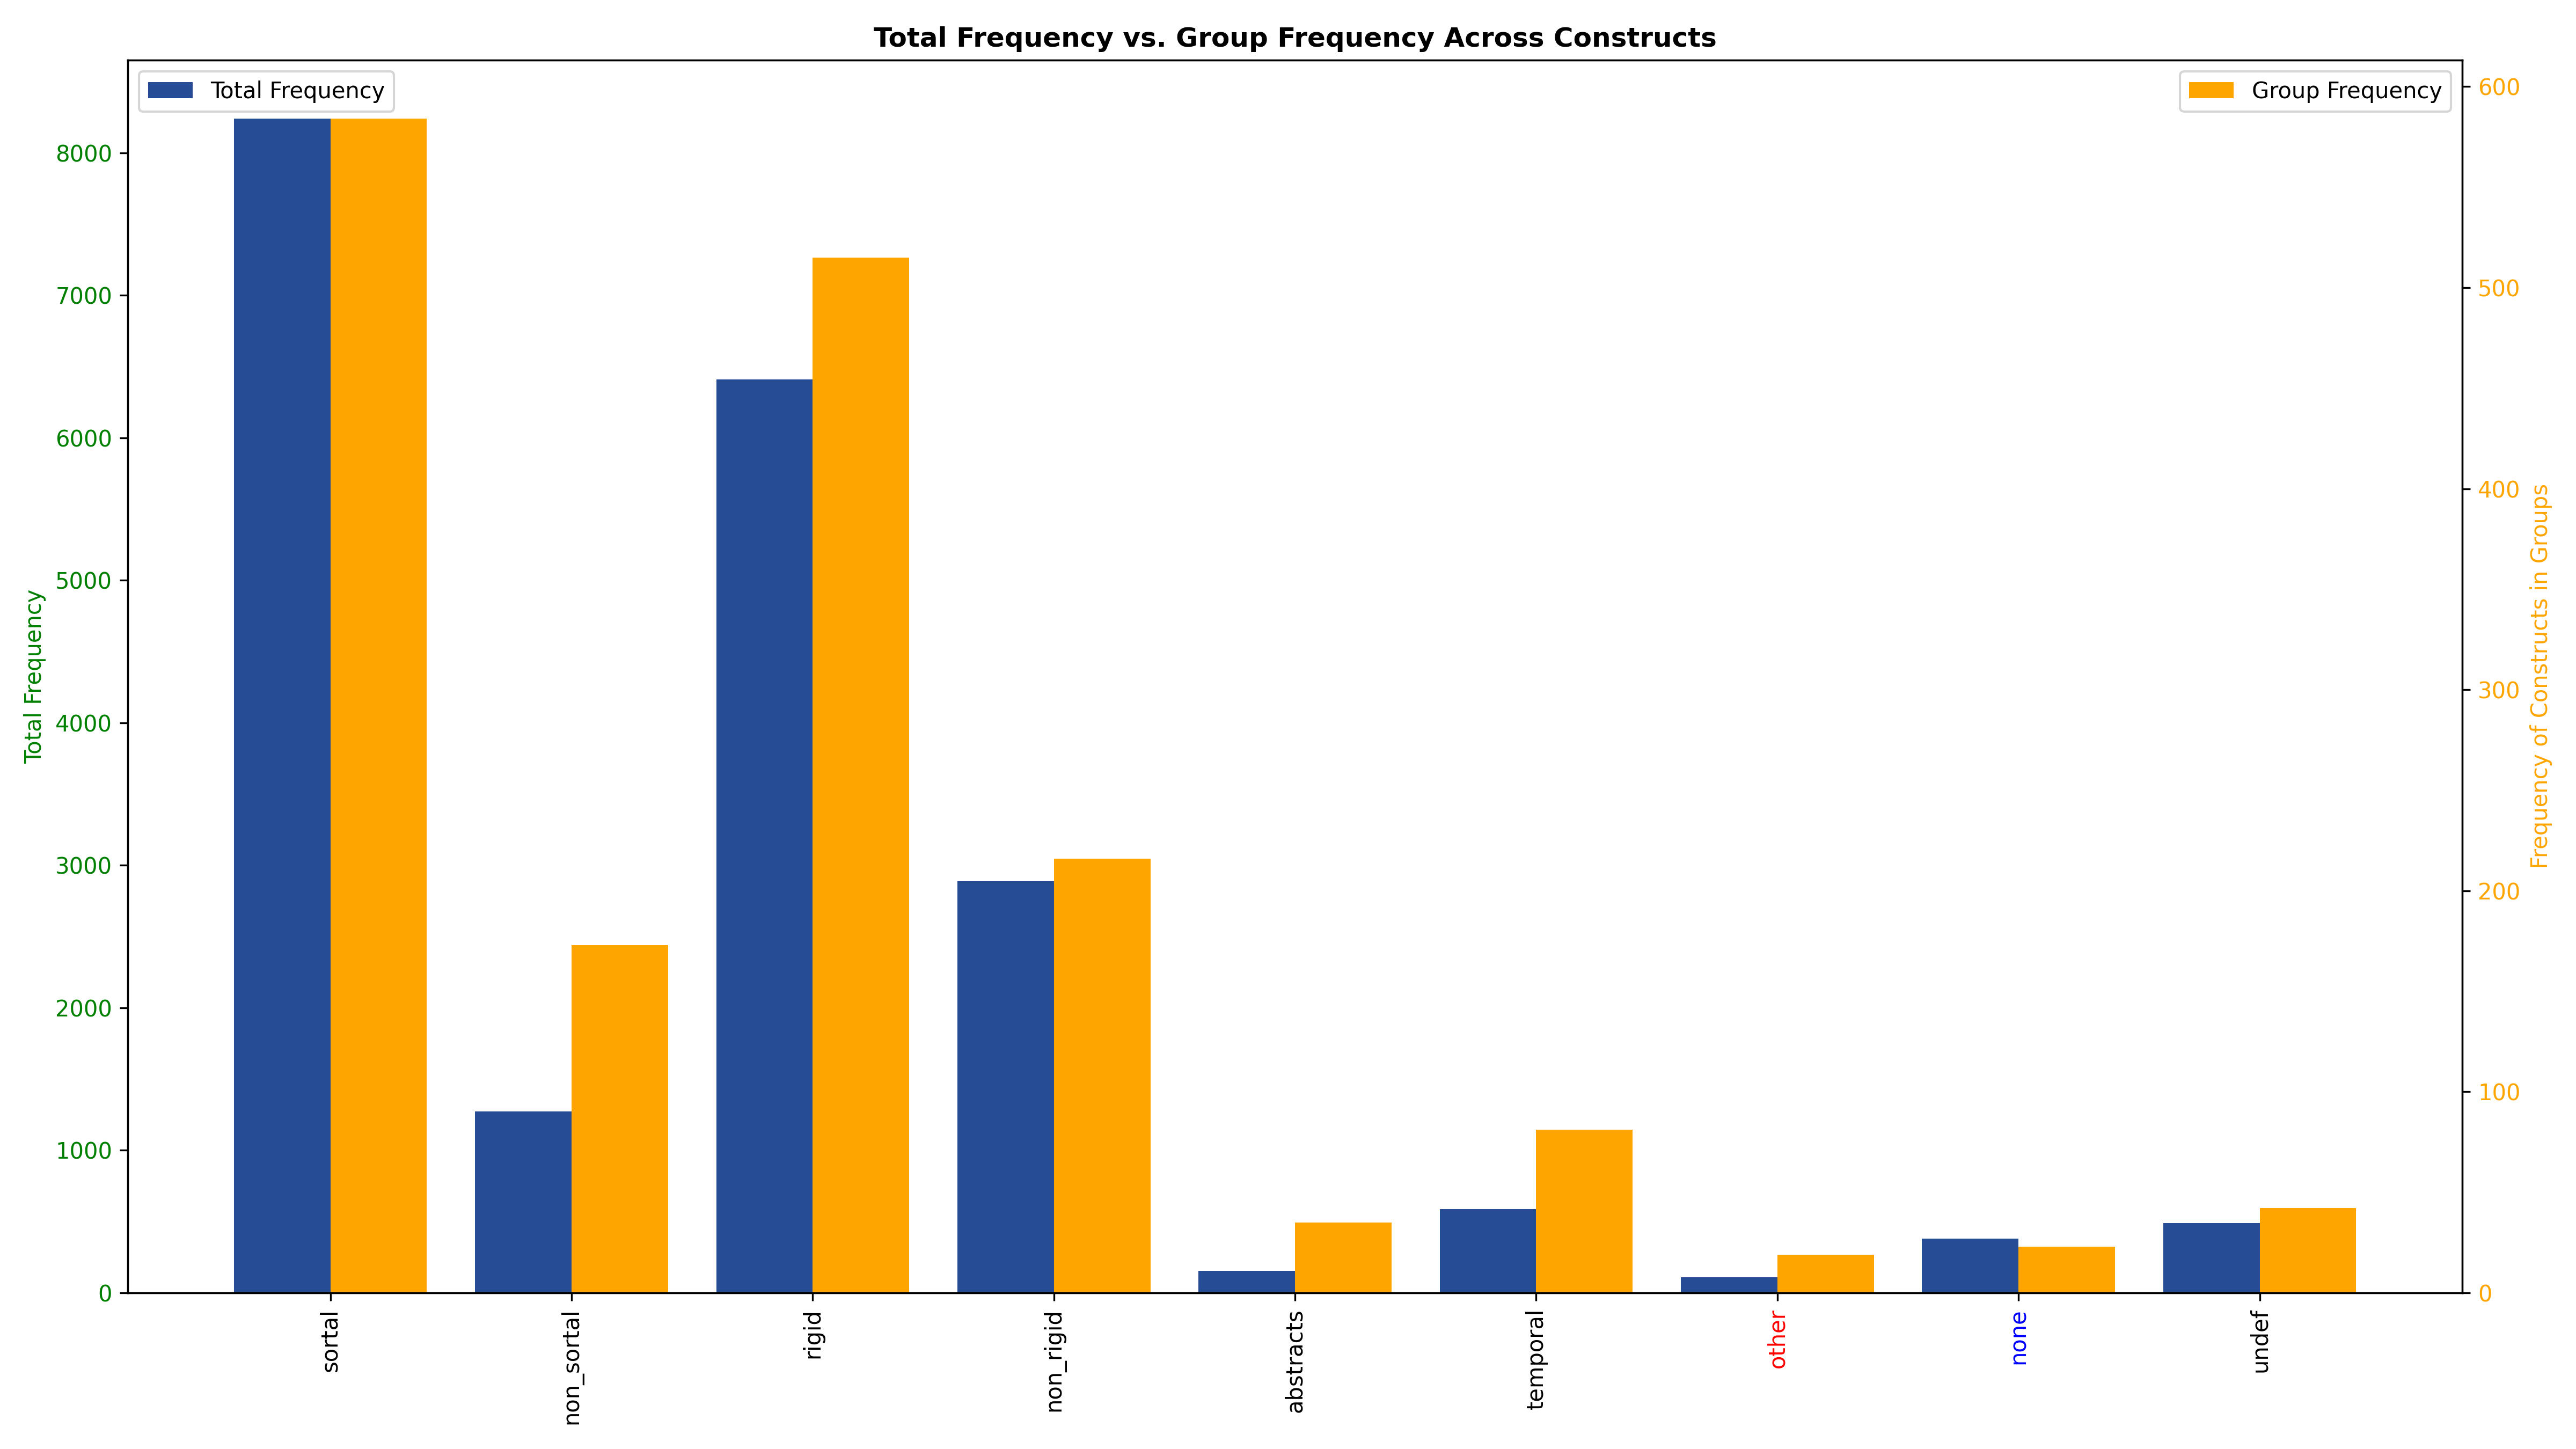 Total Frequency vs. Group Frequency Across Constructs
Total Frequency
Group Frequency
8000
7000
6000
5000
4000
3000
2000
1000
0
Total Frequency
600
500
400
300
200
100
0
Frequency of Constructs in Groups
sortal
non_sortal
rigid
non_rigid
abstracts
temporal
other
none
undef